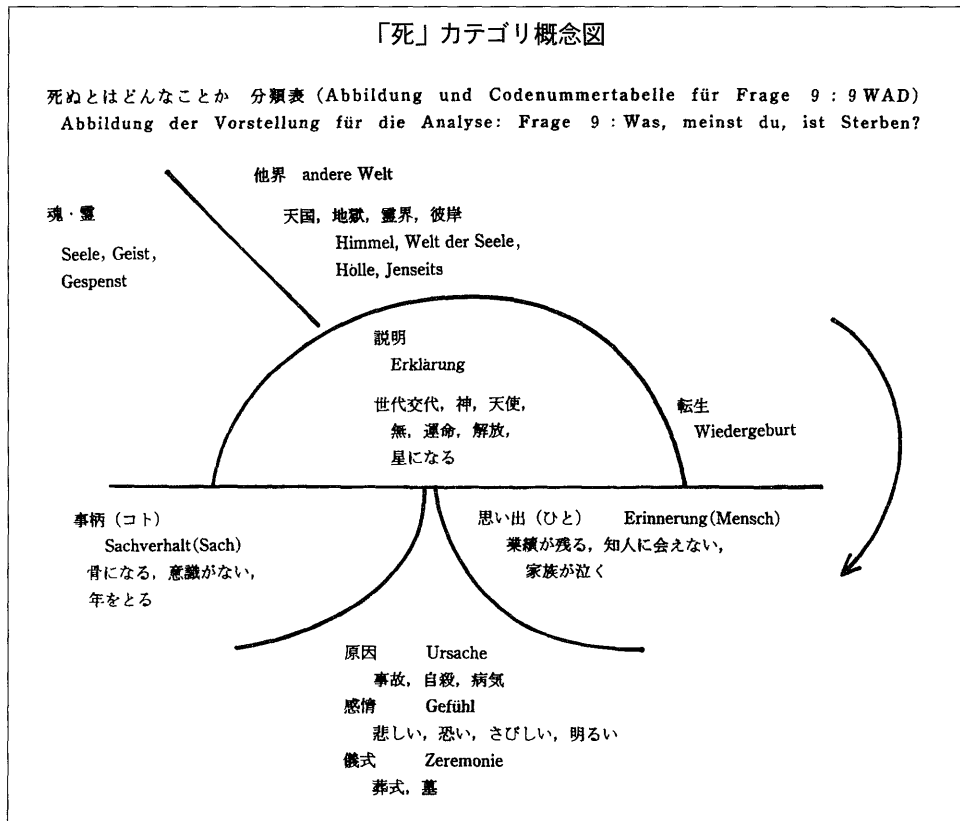 「死」カテゴリ概念図
死ぬとはどんなことか 分類表 (Abbildung und Codenummertabelle für Frage 9 : 9 WAD)
Abbildung der Vorstellung für die Analyse: Frage 9 : Was, meinst du, ist Sterben?
他界 andere Welt
天国，地獄，霊界，彼岸
Himmel, Welt der Seele,
Hölle, Jenseits
魂・霊
Seele, Geist,
Gespenst
説明
Erklärung
世代交代，神，天使，
無，運命，解放，
星になる
転生
Wiedergeburt
事柄（コト）
Sachverhalt(Sach)
骨になる，意識がない，
年をとる
思い出（ひと） Erinnerung(Mensch)
業績が残る，知人に会えない，
家族が泣く
原因 Ursache
事故，自殺，病気
感情 Gefühl
悲しい，恐い，さびしい，明るい
儀式 Zeremonie
葬式，墓